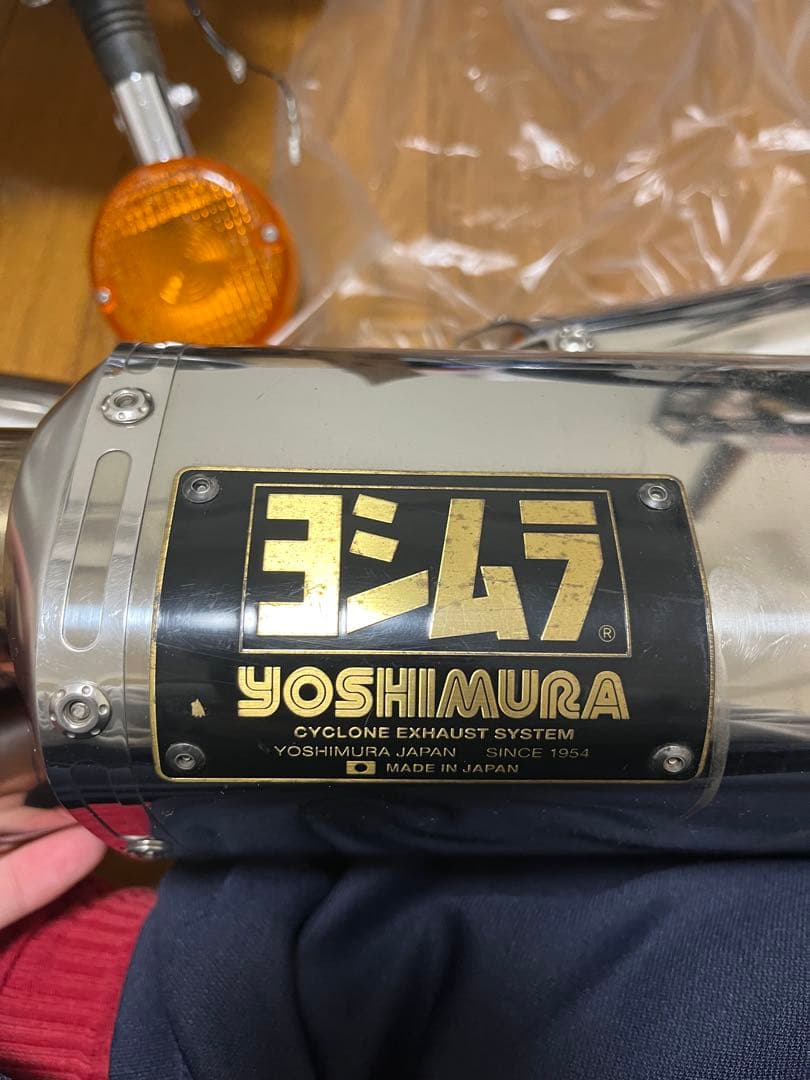 ヨシムラ®
YOSHIMURA
CYCLONE EXHAUST SYSTEM
YOSHIMURA JAPAN SINCE 1954
MADE IN JAPAN